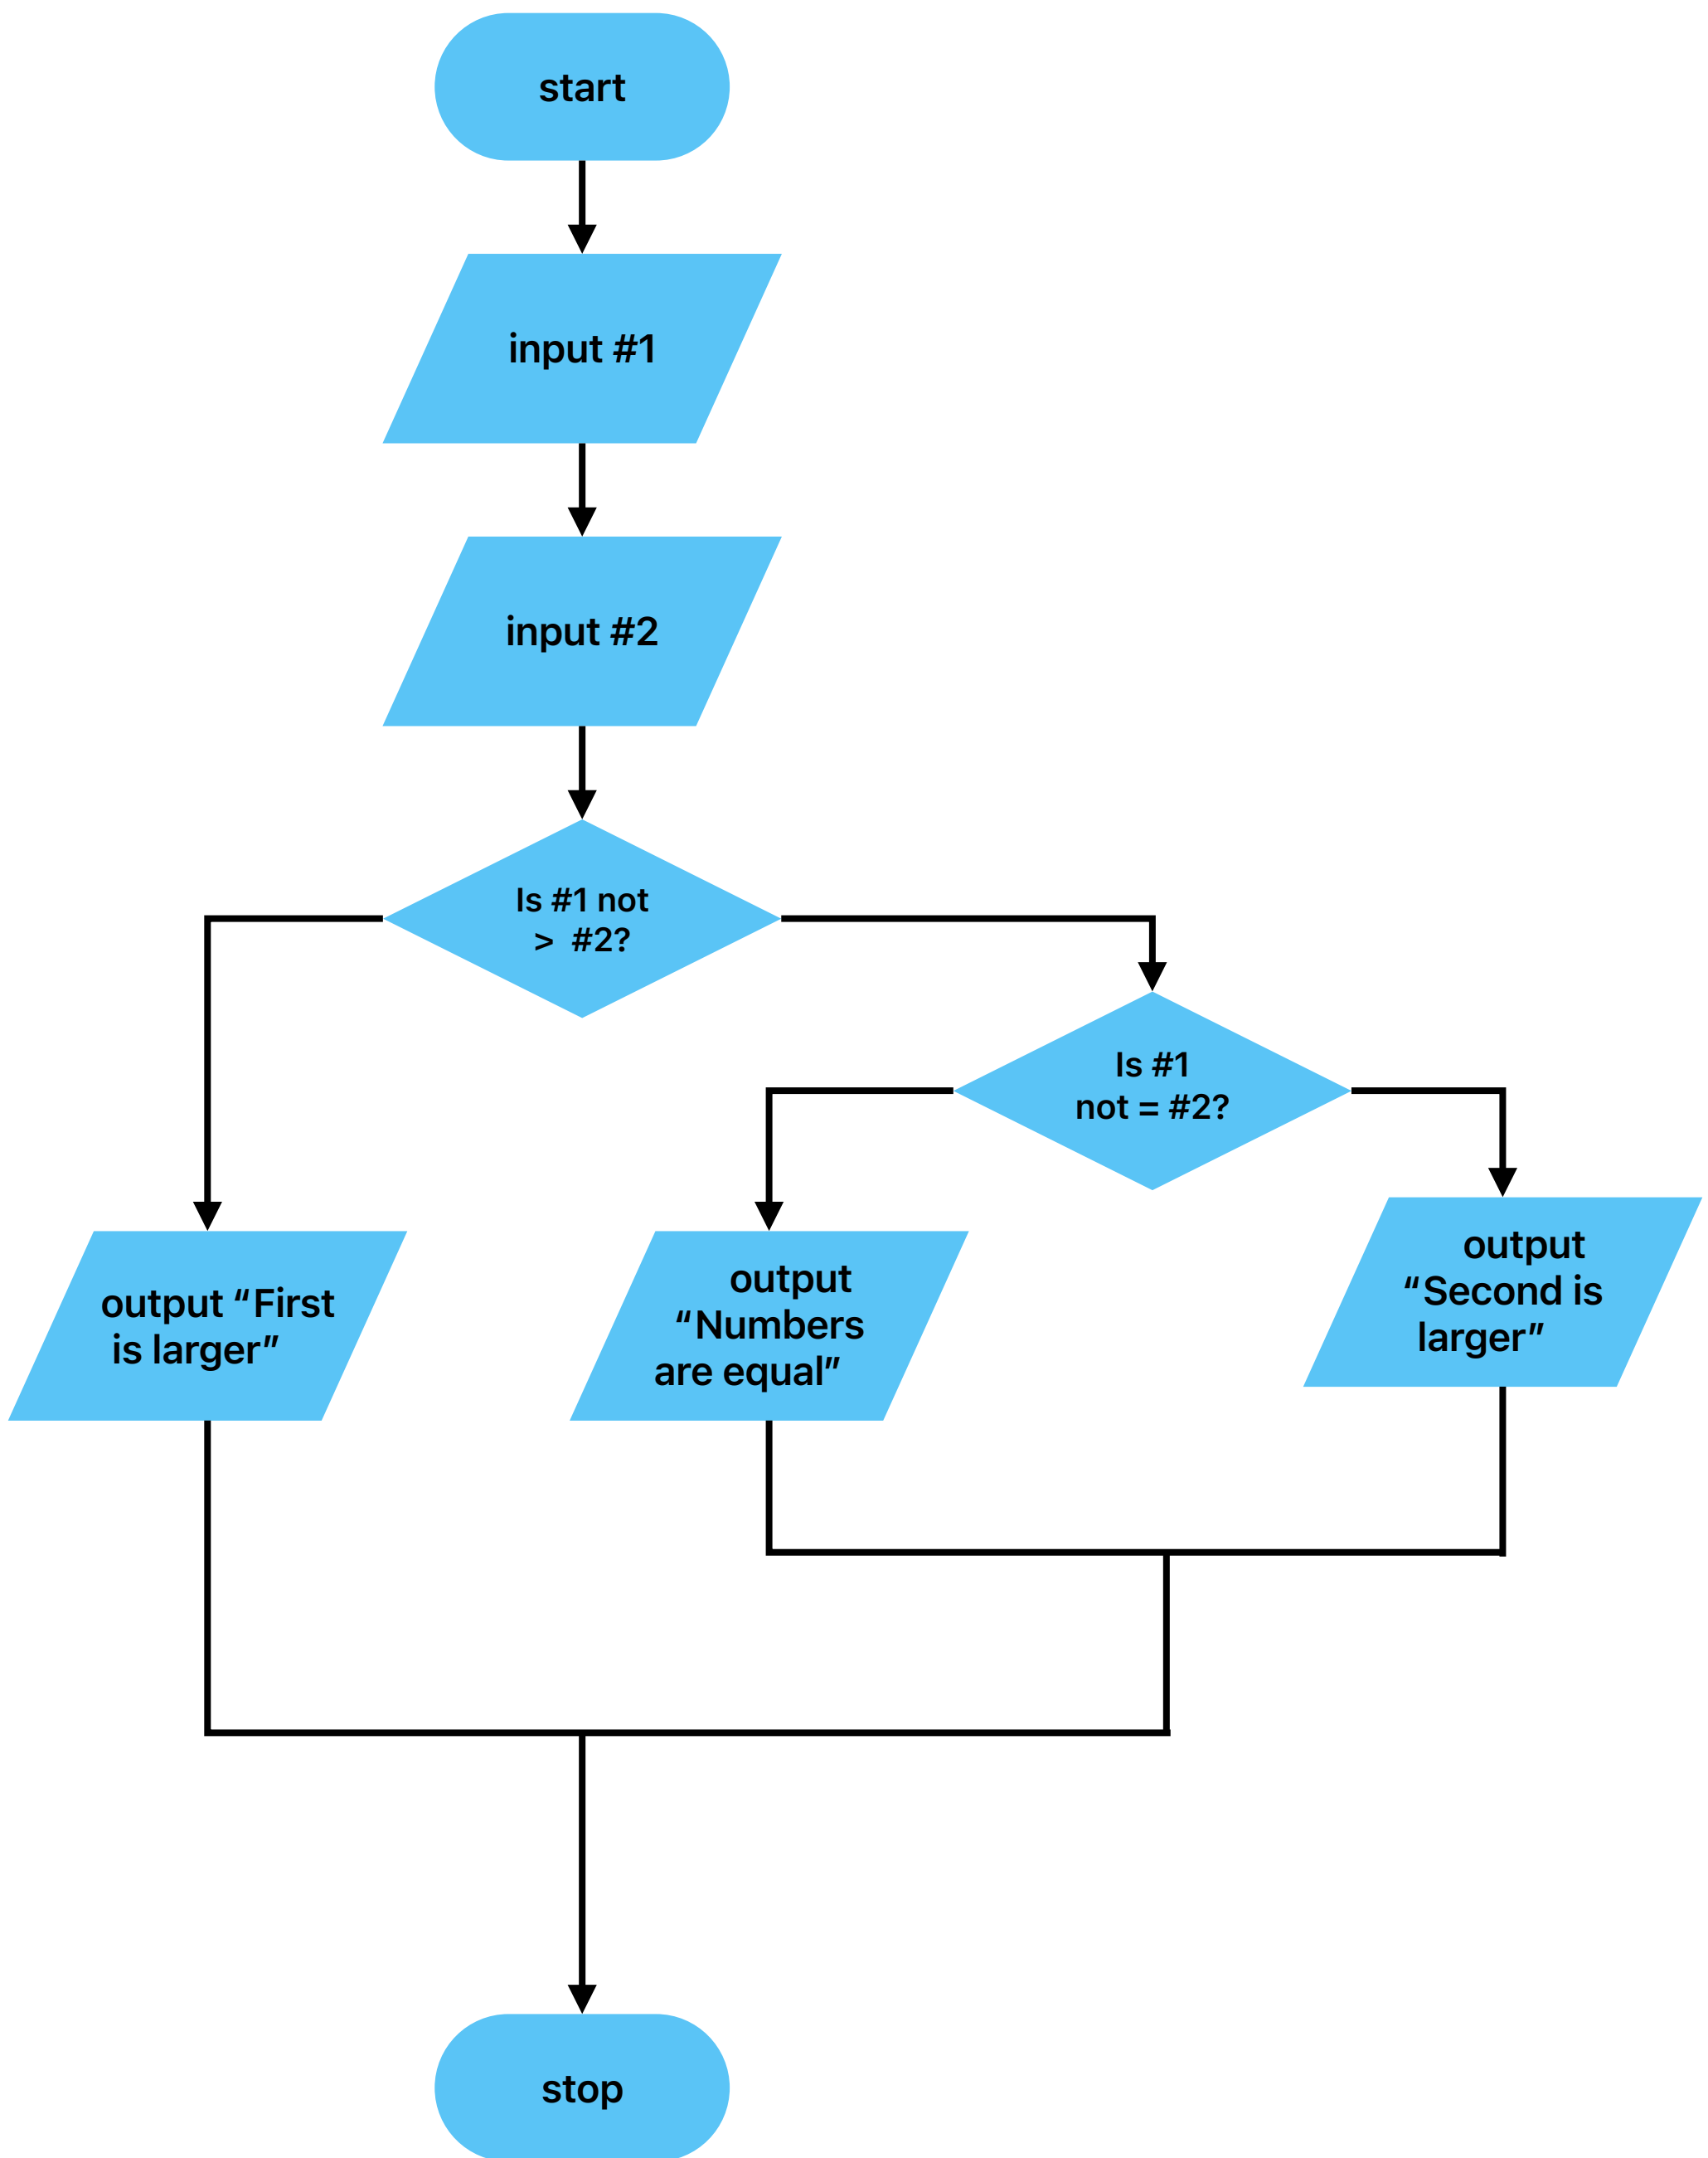 start
input #1
input #2
Is #1 not
> #2?
Is #1
not = #2?
output “First
is larger”
output
“Numbers
are equal”
output
“Second is
larger”
stop